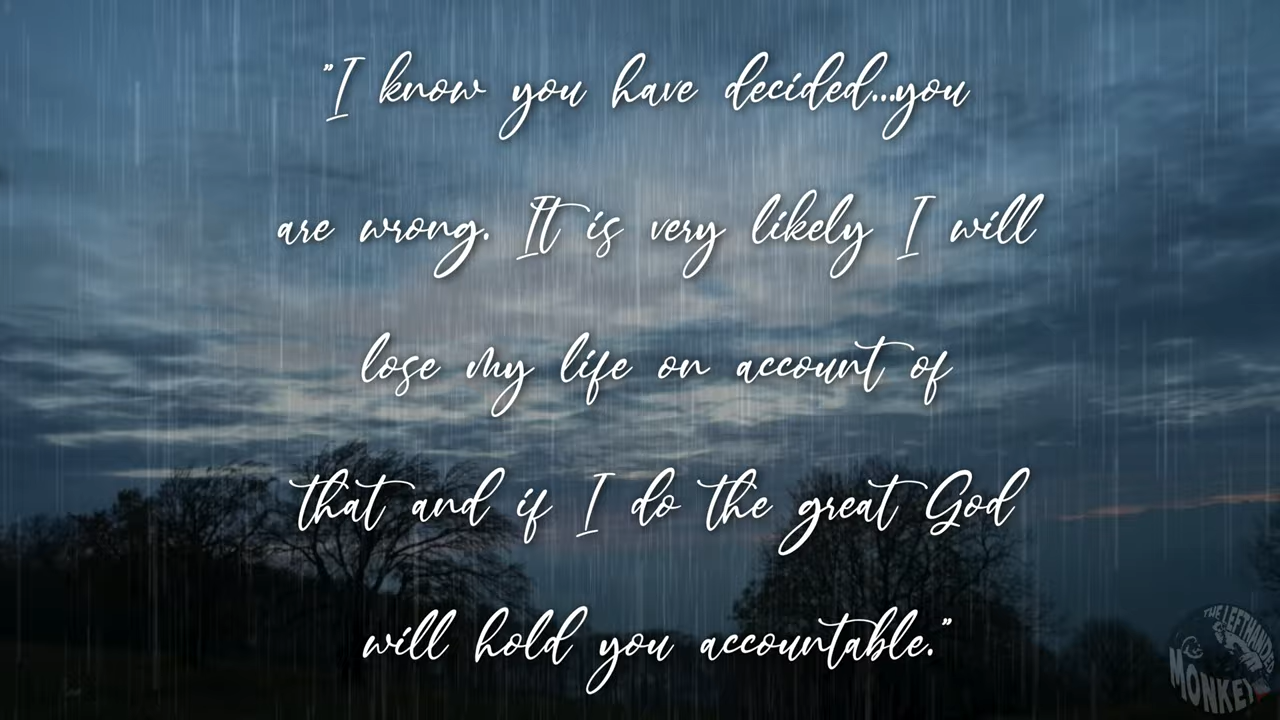 "I know you have decided...you
are wrong. It is very likely I will
lose my life on account of
that and if I do the great God
will hold you accountable."
THE LEFTHANDED
MONKEY